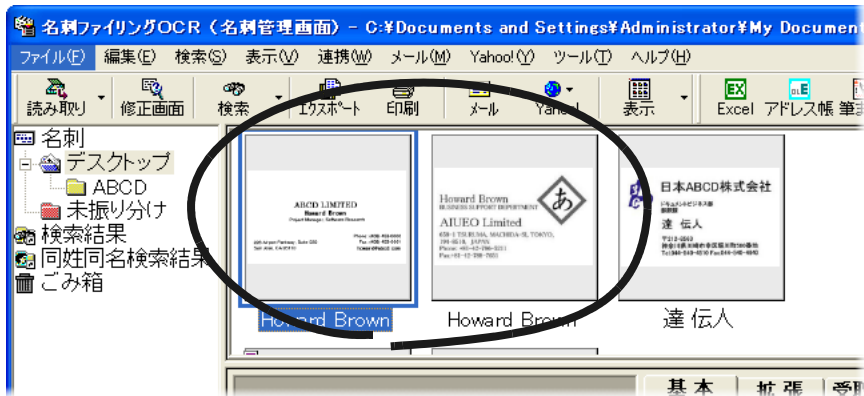 名刺ファイリングOCR（名刺管理画面） - C:¥Documents and Settings¥Administrator¥My Documen
ファイル(F) 編集(E) 検索(S) 表示(V) 連携(W) メール(M) Yahoo!(Y) ツール(T) ヘルプ(H)
読み取り 修正画面 検索 エクスポート 印刷 メール Yahoo! 表示 Excel アドレス帳
名刺
デスクトップ
ABCD
未振り分け
検索結果
同姓同名検索結果
ごみ箱
ABCD LIMITED
Howard Brown
Howard Brown
BUSINESS SUPPORT DEPARTMENT
あ
AIUEO Limited
日本ABCD株式会社
達 伝人
Howard Brown
Howard Brown
達 伝人
基本 拡張